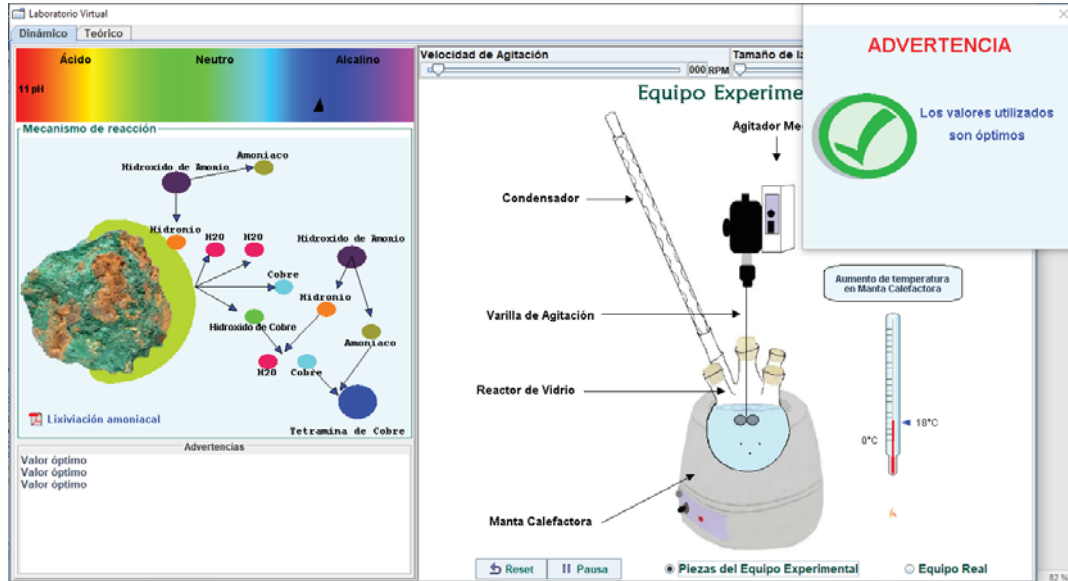 Laboratorio Virtual
Dinámico Teórico
Ácido Neutro Alcalino
11 pH
Mecanismo de reacción
Amoniaco
Hidroxido de Amonio
Hidronio
H2O H2O
Hidroxido de Amonio
Cobre
Hidronio
Hidroxido de Cobre
Amoniaco
H2O Cobre
Lixiviación amoniacal
Tetramina de Cobre
Advertencias
Valor óptimo
Valor óptimo
Valor óptimo
Velocidad de Agitación
000 RPM
Tamaño de la
Equipo
Agitador
Condensador
Varilla de Agitación
Reactor de Vidrio
Manta Calefactora
Aumento de temperatura
en Manta Calefactora
18°C
0°C
Reset Pausa
Piezas del Equipo Experimental
Equipo Real
82 %
ADVERTENCIA
Los valores utilizados
son óptimos